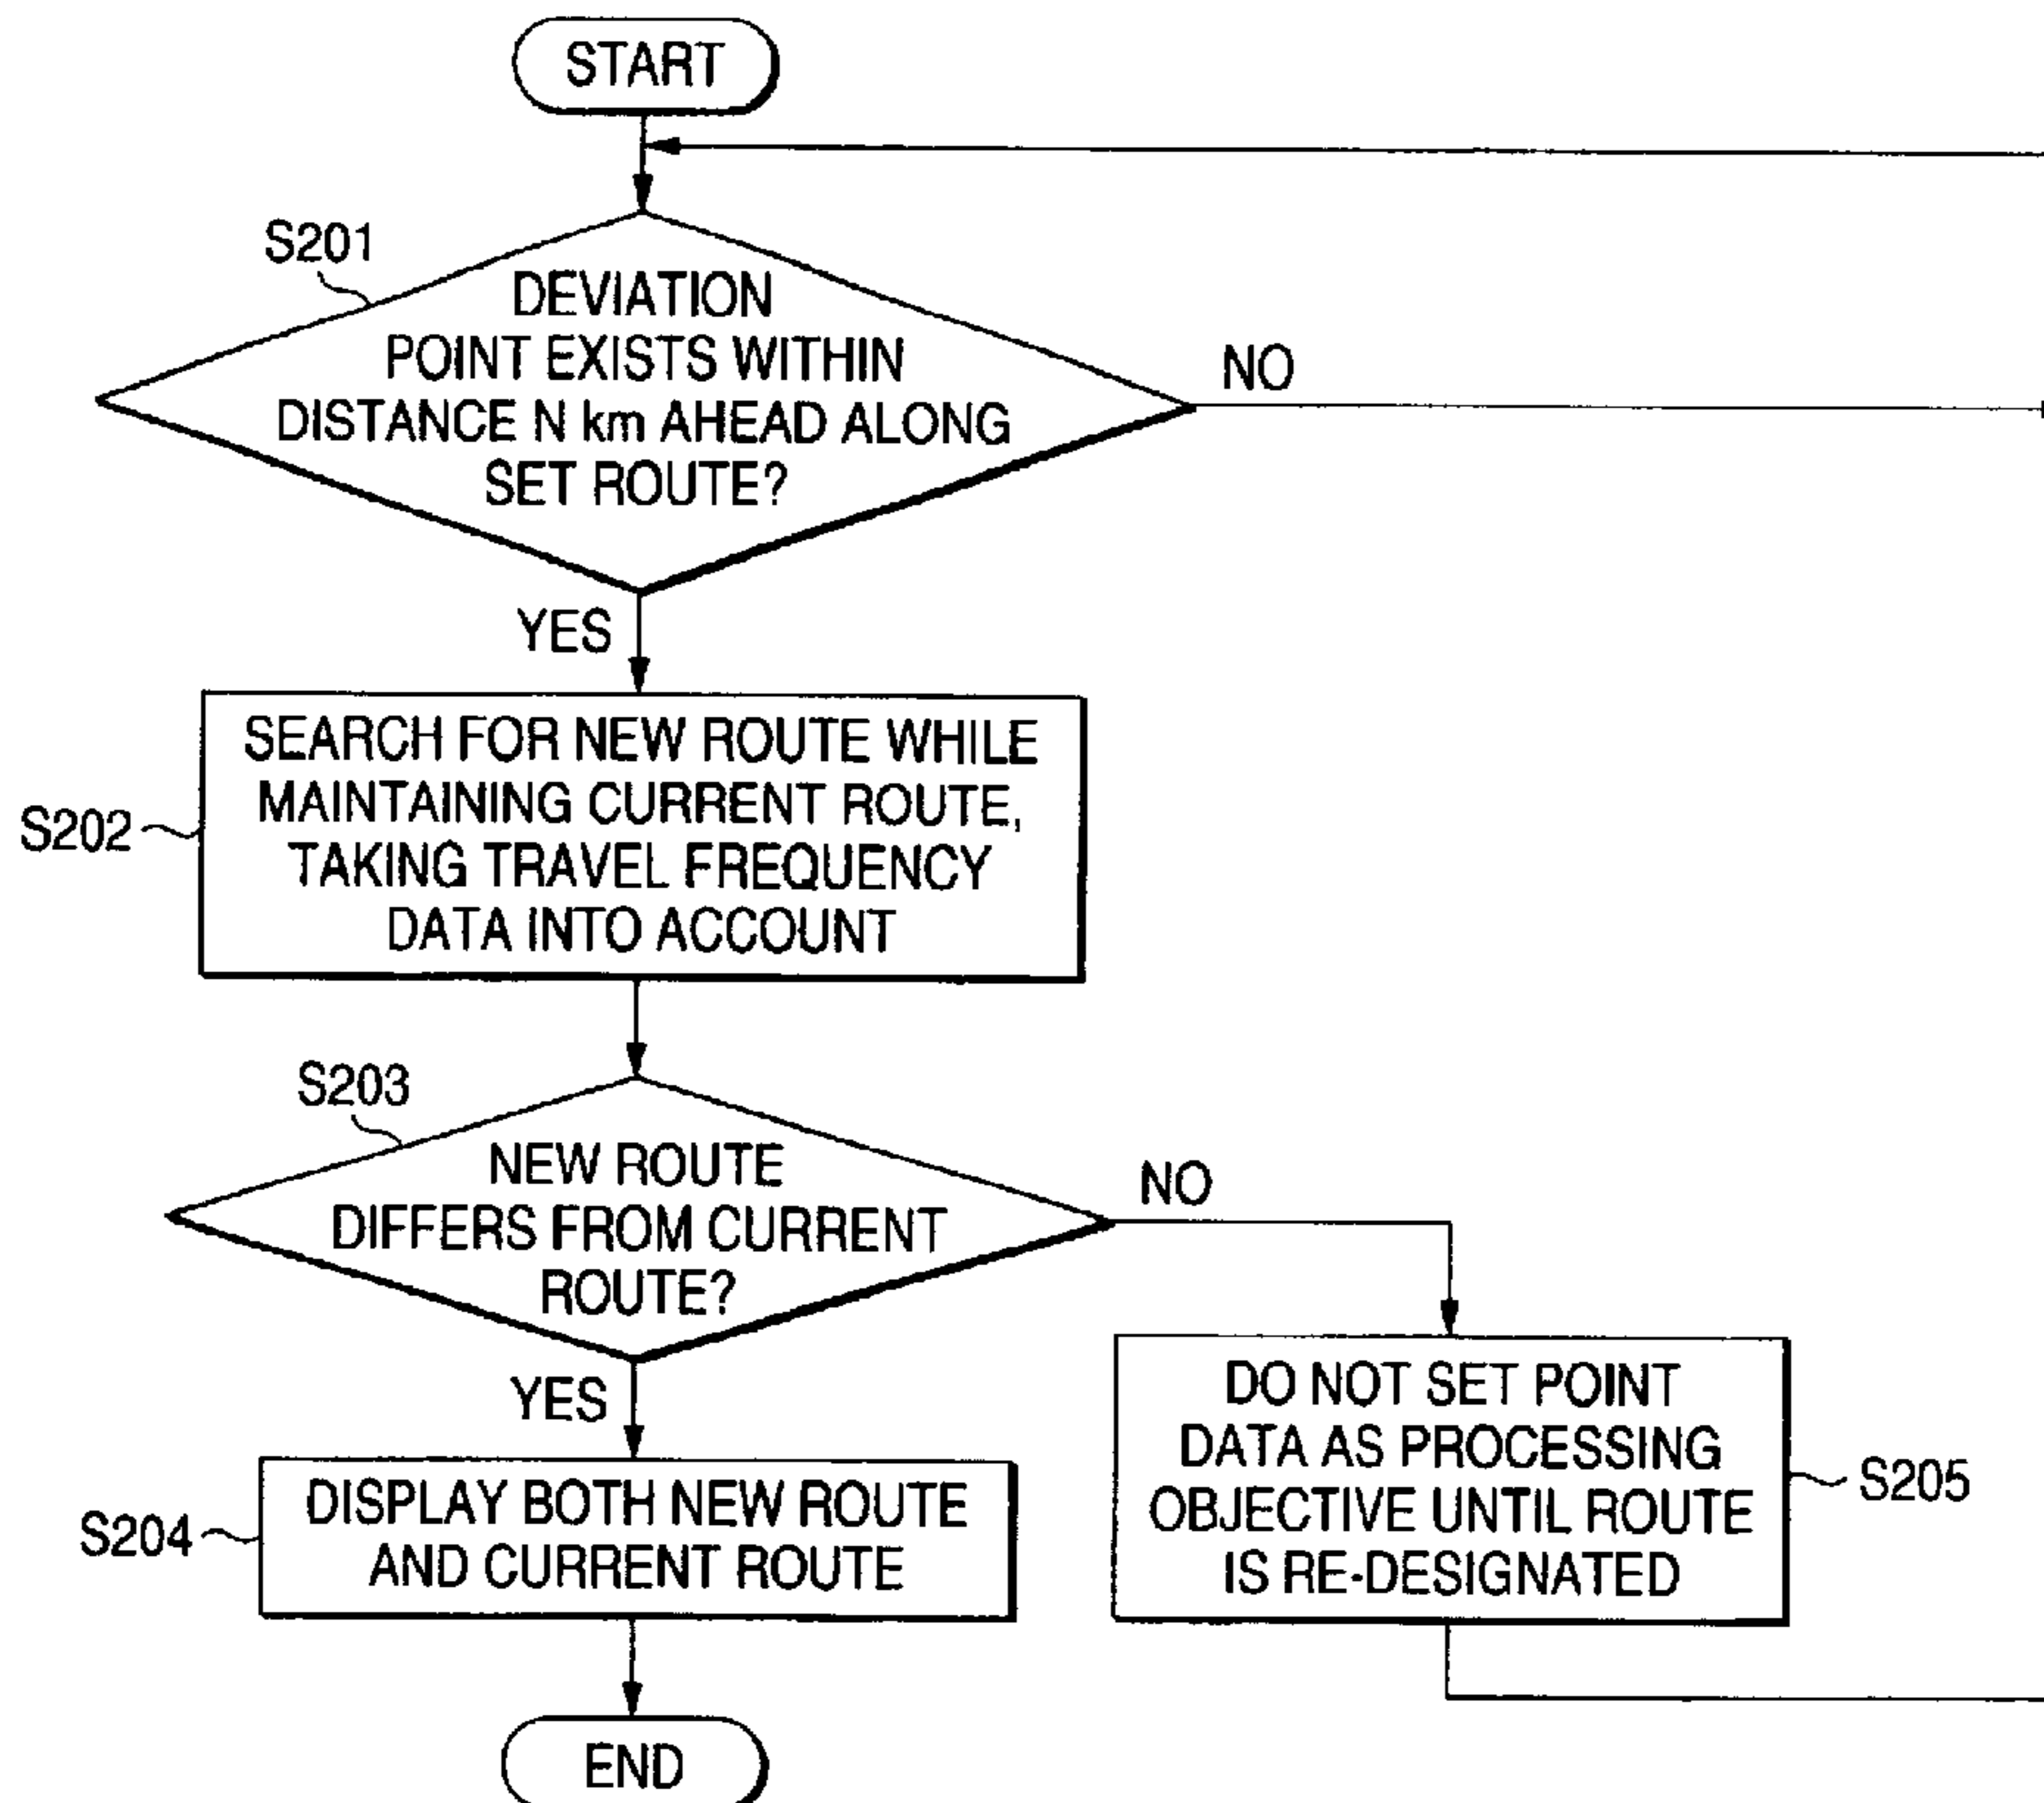 START
S201
DEVIATION
POINT EXISTS WITHIN
DISTANCE N km AHEAD ALONG
SET ROUTE?
NO
YES
S202
SEARCH FOR NEW ROUTE WHILE
MAINTAINING CURRENT ROUTE,
TAKING TRAVEL FREQUENCY
DATA INTO ACCOUNT
S203
NEW ROUTE
DIFFERS FROM CURRENT
ROUTE?
NO
YES
S204
DISPLAY BOTH NEW ROUTE
AND CURRENT ROUTE
DO NOT SET POINT
DATA AS PROCESSING
OBJECTIVE UNTIL ROUTE
IS RE-DESIGNATED
S205
END